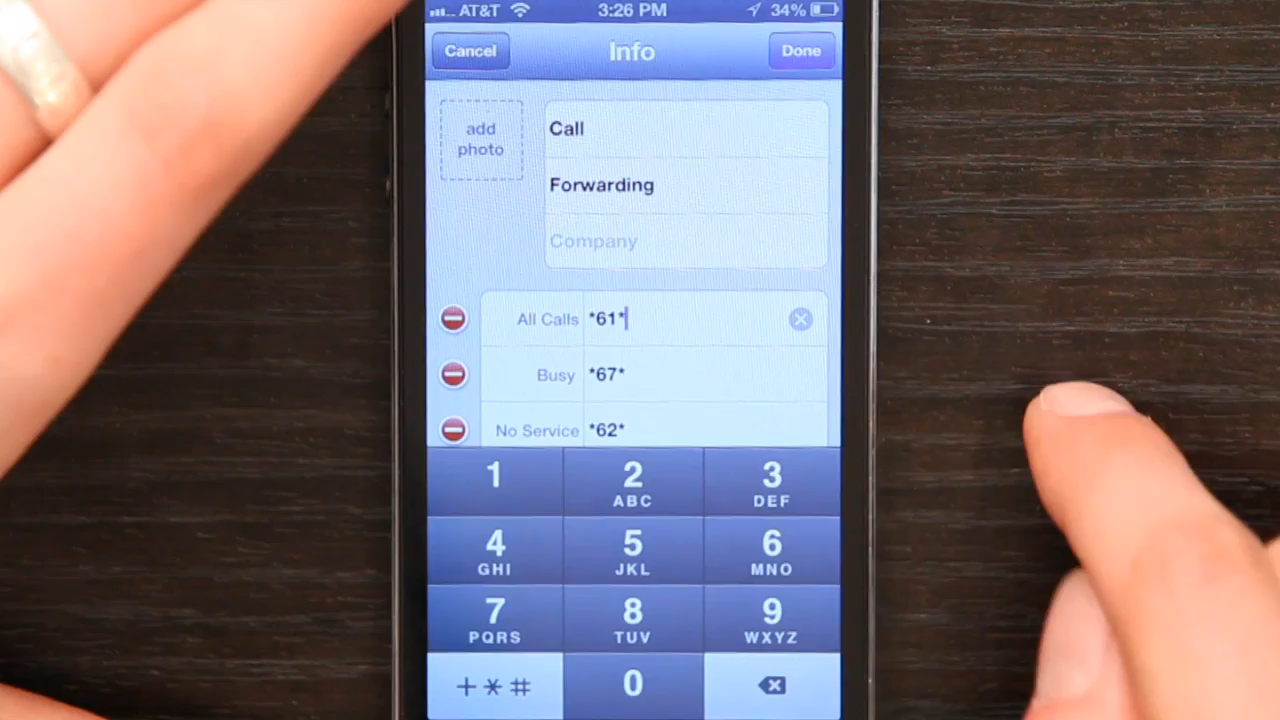 AT&T 3:26 PM 34%
Cancel Info Done
add
photo
Call
Forwarding
Company
All Calls *61*
Busy *67*
No Service *62*
1 2 3
ABC DEF
4 5 6
GHI JKL MNO
7 8 9
PQRS TUV WXYZ
+*# 0